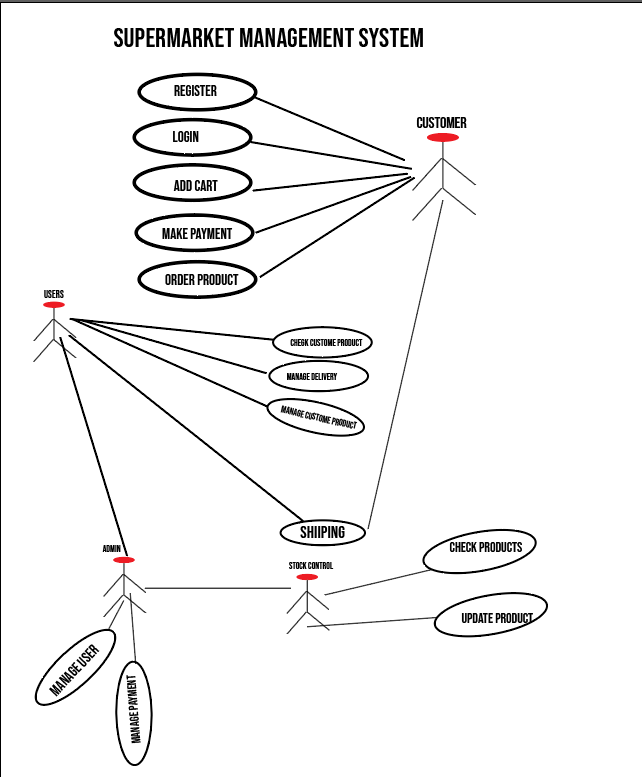 SUPERMARKET MANAGEMENT SYSTEM
REGISTER
CUSTOMER
LOGIN
ADD CART
MAKE PAYMENT
ORDER PRODUCT
USERS
CHEGK CUSTOME PRODUCT
MANAGE DELIVERY
MANAGE CUSTOME PRODUCT
SHIIPING
ADMIN
CHECK PRODUCTS
STOCK CONTROL
UPDATE PRODUCT
MANAGE USER
MANAGE PAYMENT